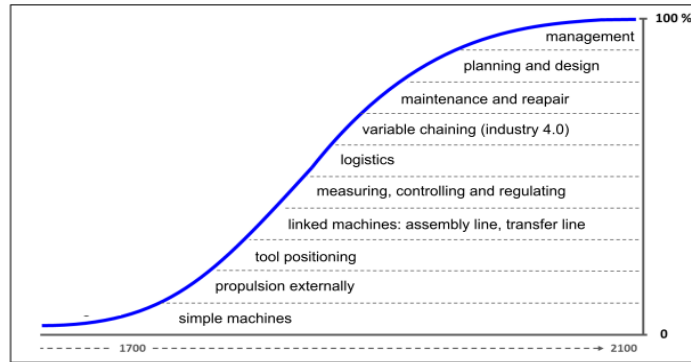 100 %
management
planning and design
maintenance and reapair
variable chaining (industry 4.0)
logistics
measuring, controlling and regulating
linked machines: assembly line, transfer line
tool positioning
propulsion externally
simple machines
0
1700
2100